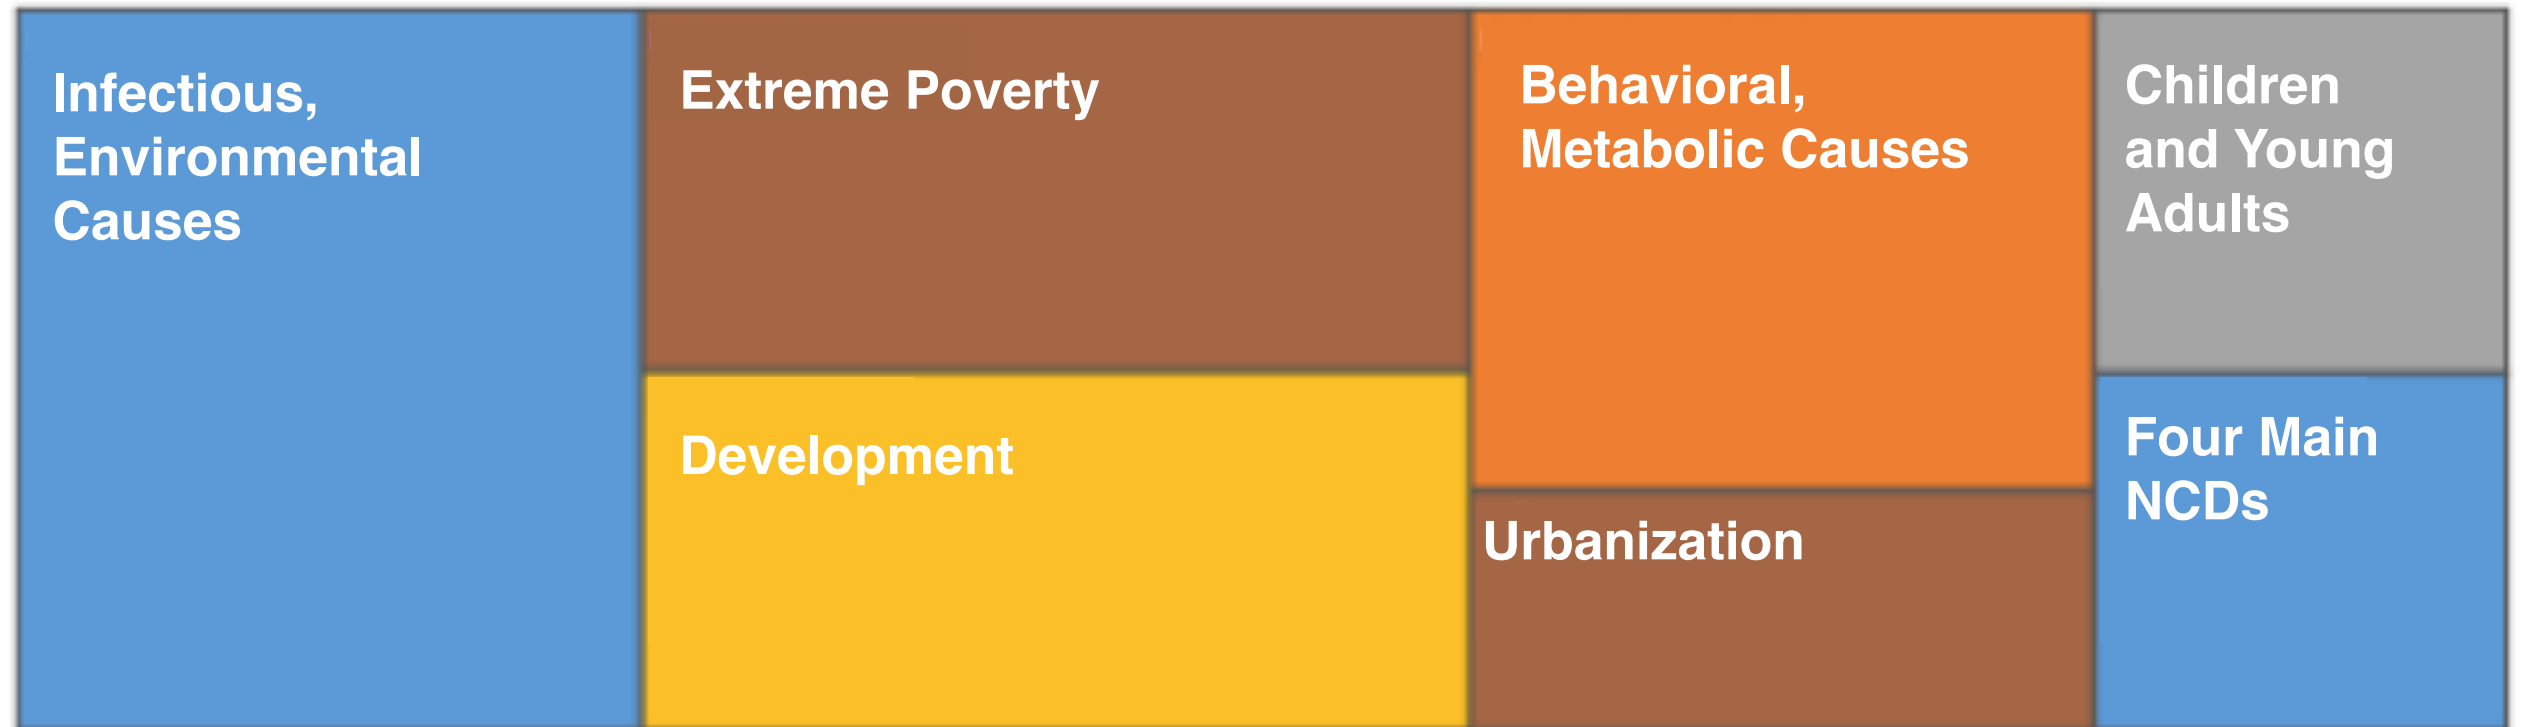 Infectious,
Environmental
Causes
Extreme Poverty
Development
Behavioral,
Metabolic Causes
Urbanization
Children
and Young
Adults
Four Main
NCDs